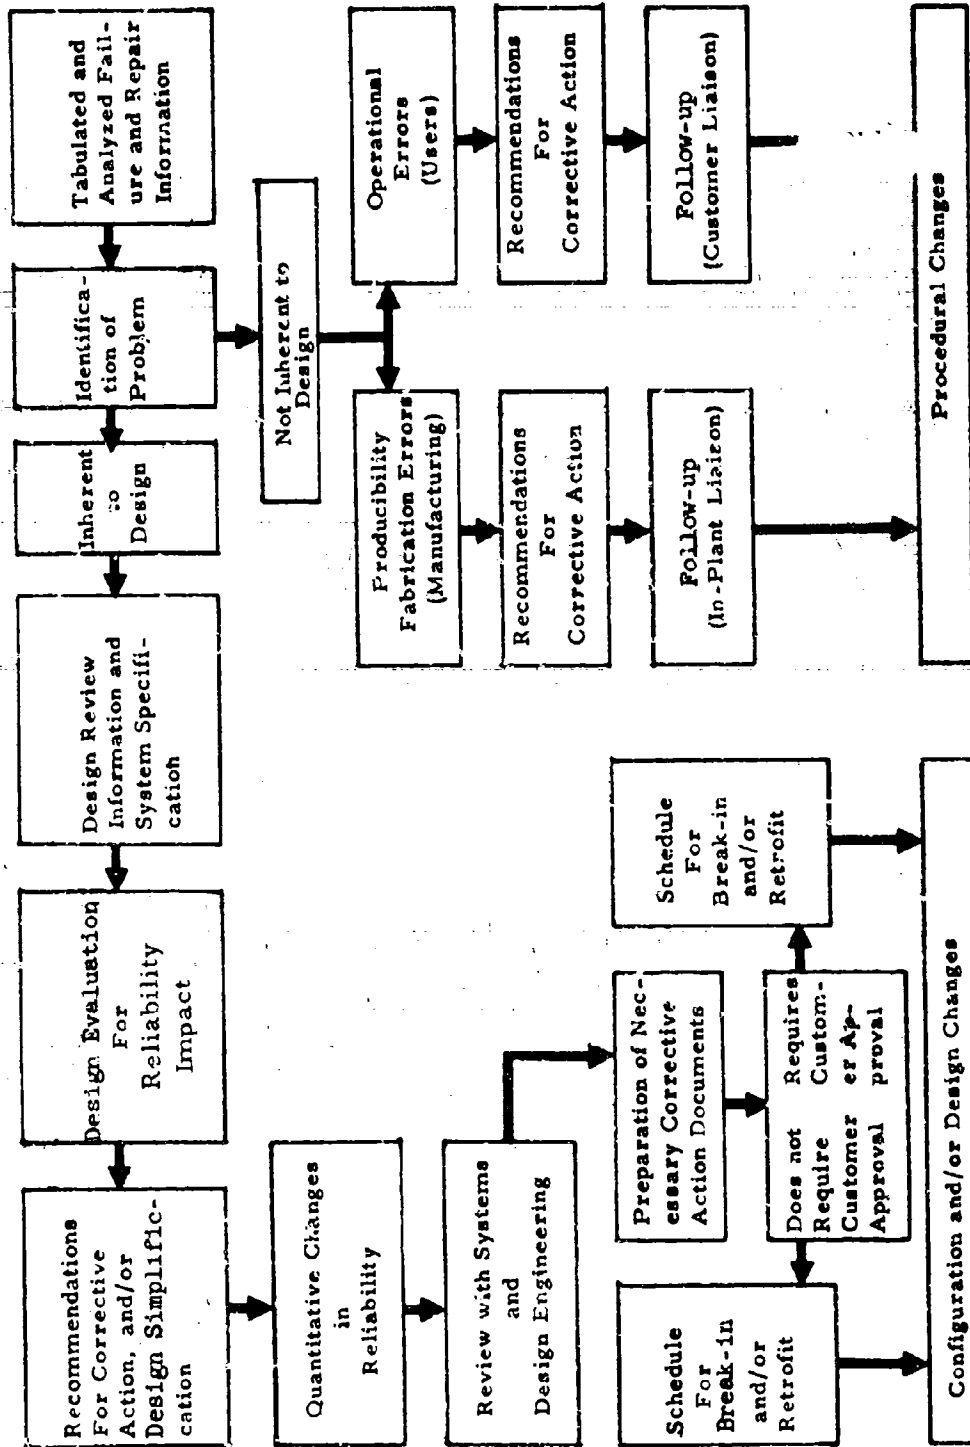 Tabulated and
Analyzed Fail-
ure and Repair
Information
Identifica-
tion of
Problem
Inherent
to
Design
Design Review
Information and
System Specifi-
cation
Design Evaluation
For
Reliability
Impact
Recommendations
For Corrective
Action, and/or
Design Simplific-
cation
Not Inherent to
Design
Operational
Errors
(Users)
Recommendations
For
Corrective Action
Follow-up
(Customer Liaison)
Producibility
Fabrication Errors
(Manufacturing)
Recommendations
For
Corrective Action
Follow-up
(In-Plant Liaison)
Procedural Changes
Quantitative Changes
in
Reliability
Review with Systems
and
Design Engineering
Preparation of Nec-
essary Corrective
Action Documents
Does not
Require
Customer
Approval
Requires
Custom-
er Ap-
proval
Schedule
For
Break-in
and/or
Retrofit
Schedule
For
Break-in
and/or
Retrofit
Configuration and/or Design Changes